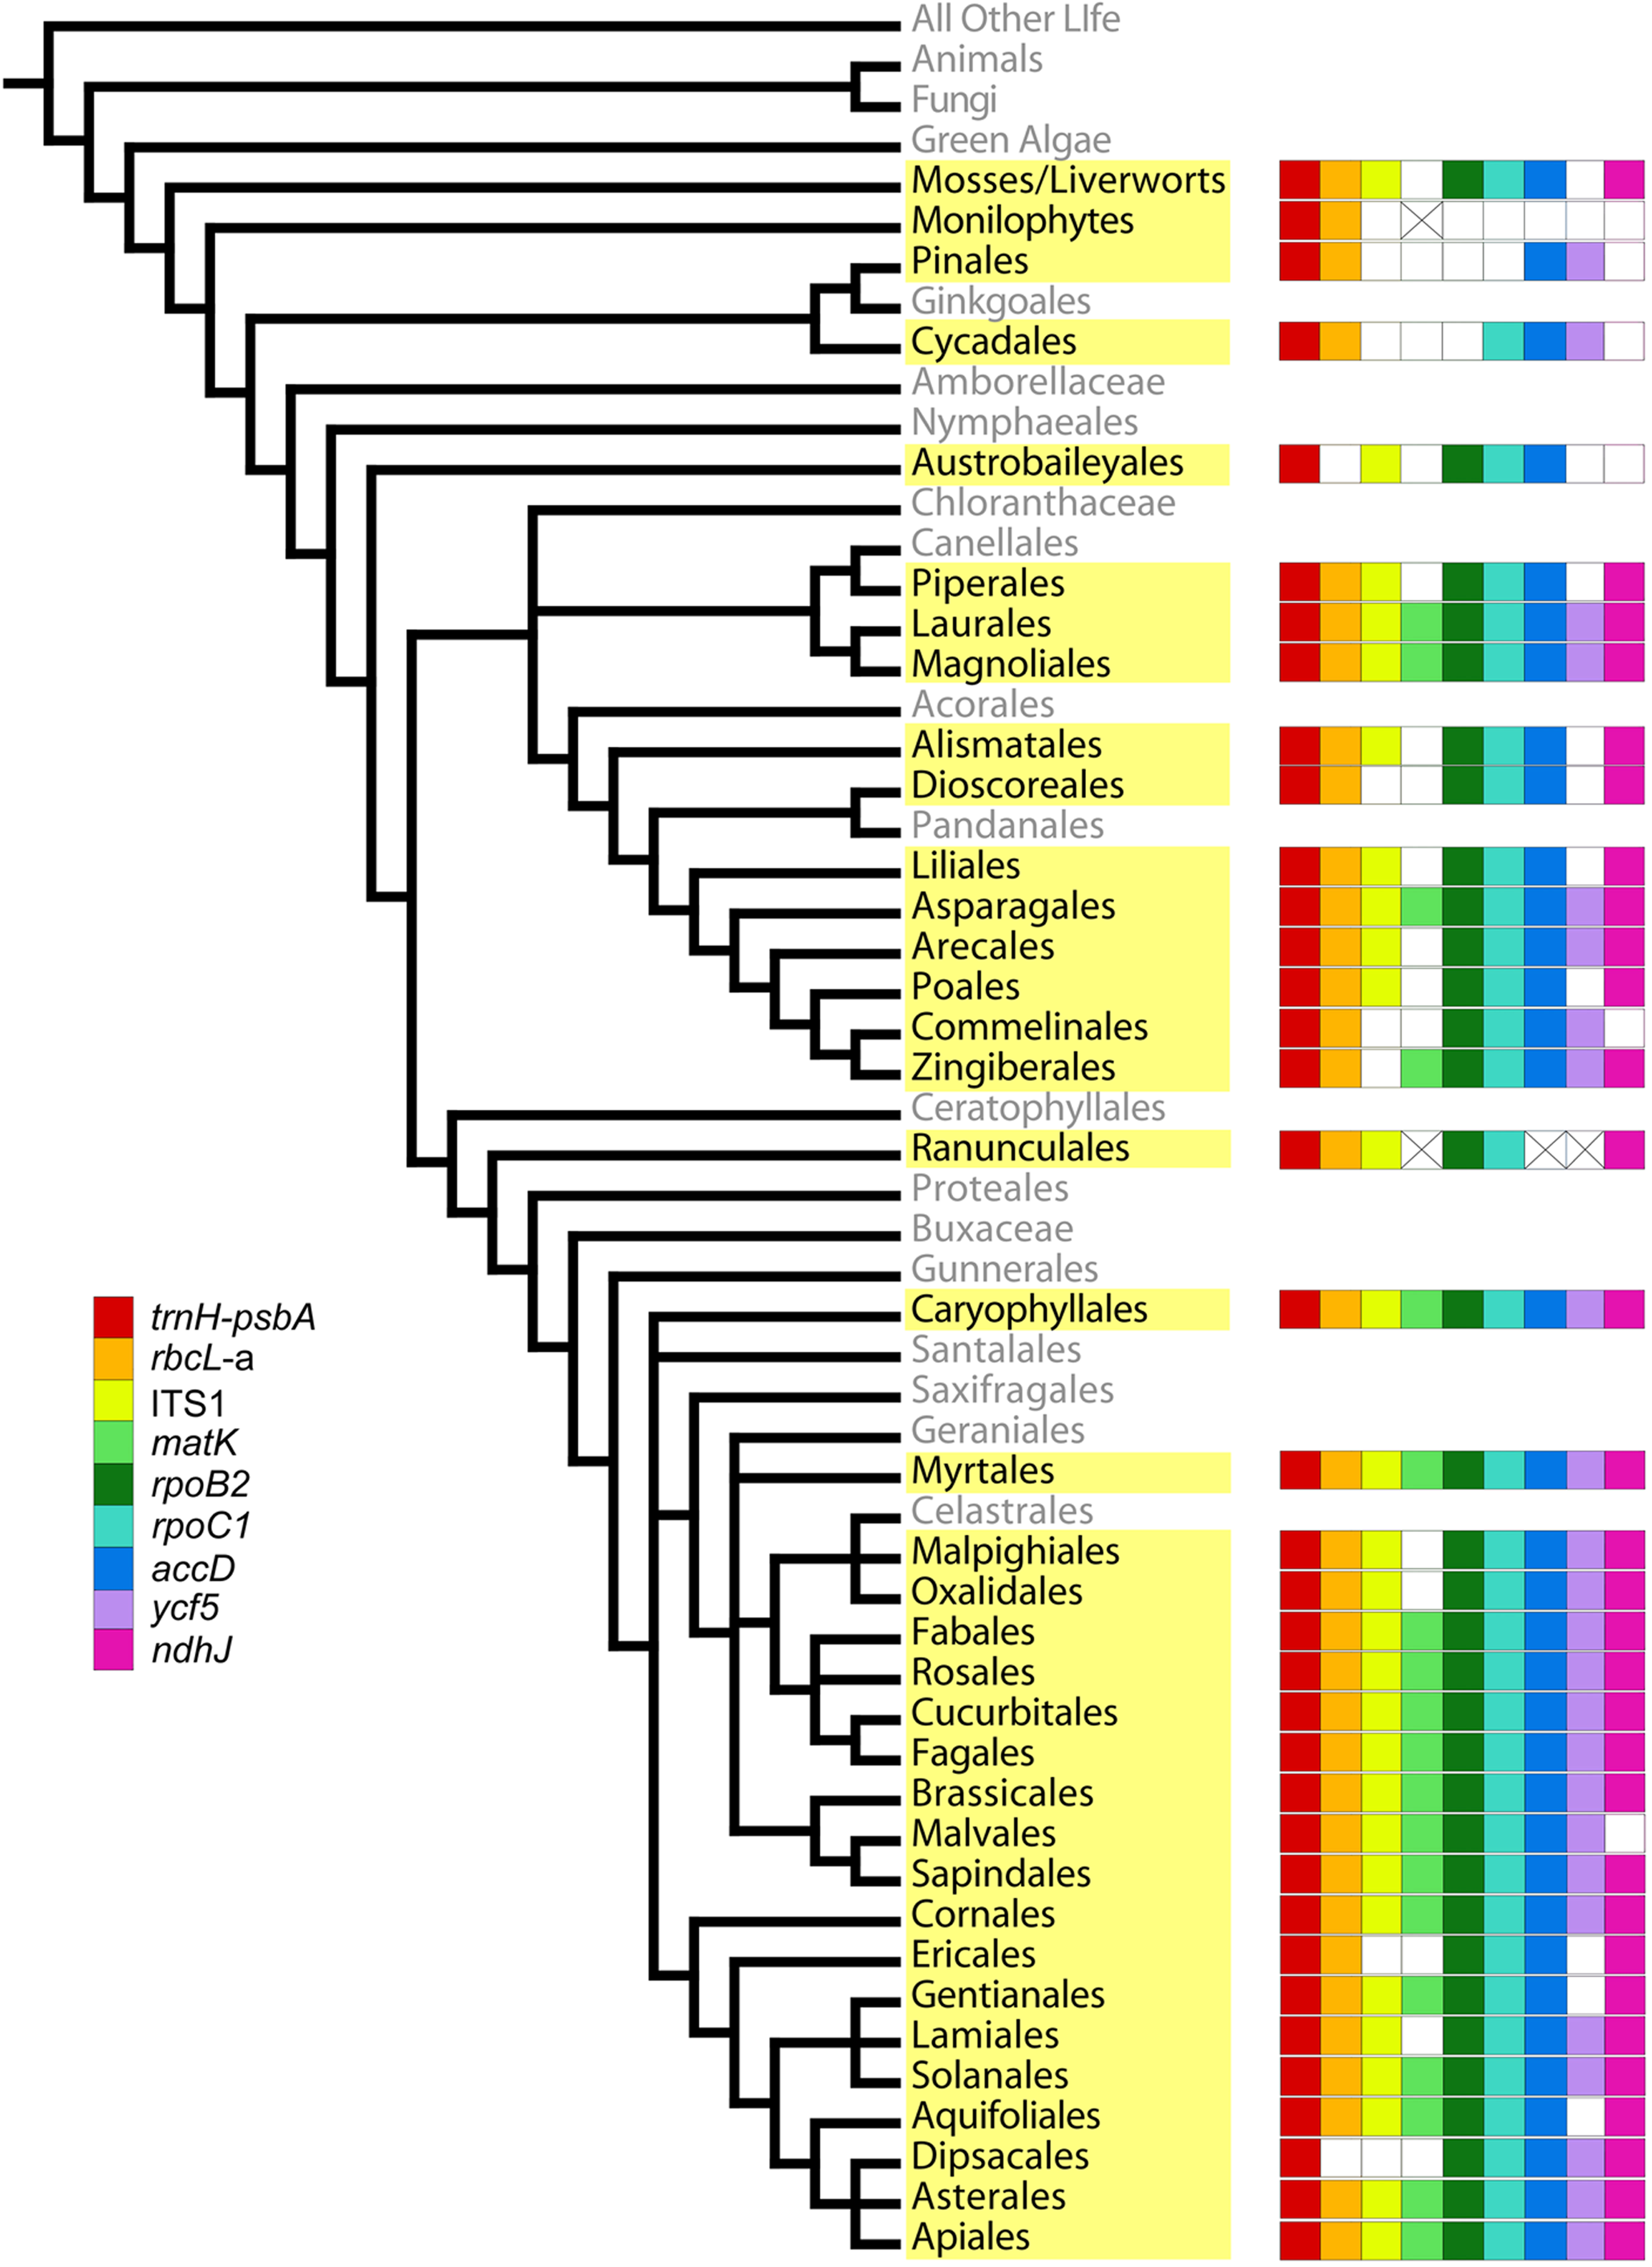 All Other LIfe
Animals
Fungi
Green Algae
Mosses/Liverworts
Monilophytes
Pinales
Ginkgoales
Cycadales
Amborellaceae
Nymphaeales
Austrobaileyales
Chloranthaceae
Canellales
Piperales
Laurales
Magnoliales
Acorales
Alismatales
Dioscoreales
Pandanales
Liliales
Asparagales
Arecales
Poales
Commelinales
Zingiberales
Ceratophyllales
Ranunculales
Proteales
Buxaceae
Gunnerales
Caryophyllales
Santalales
Saxifragales
Geraniales
Myrtales
Celastrales
Malpighiales
Oxalidales
Fabales
Rosales
Cucurbitales
Fagales
Brassicales
Malvales
Sapindales
Cornales
Ericales
Gentianales
Lamiales
Solanales
Aquifoliales
Dipsacales
Asterales
Apiales
trnH-psbA
rbcL-a
ITS1
matK
rpoB2
rpoC1
accD
ycf5
ndhJ